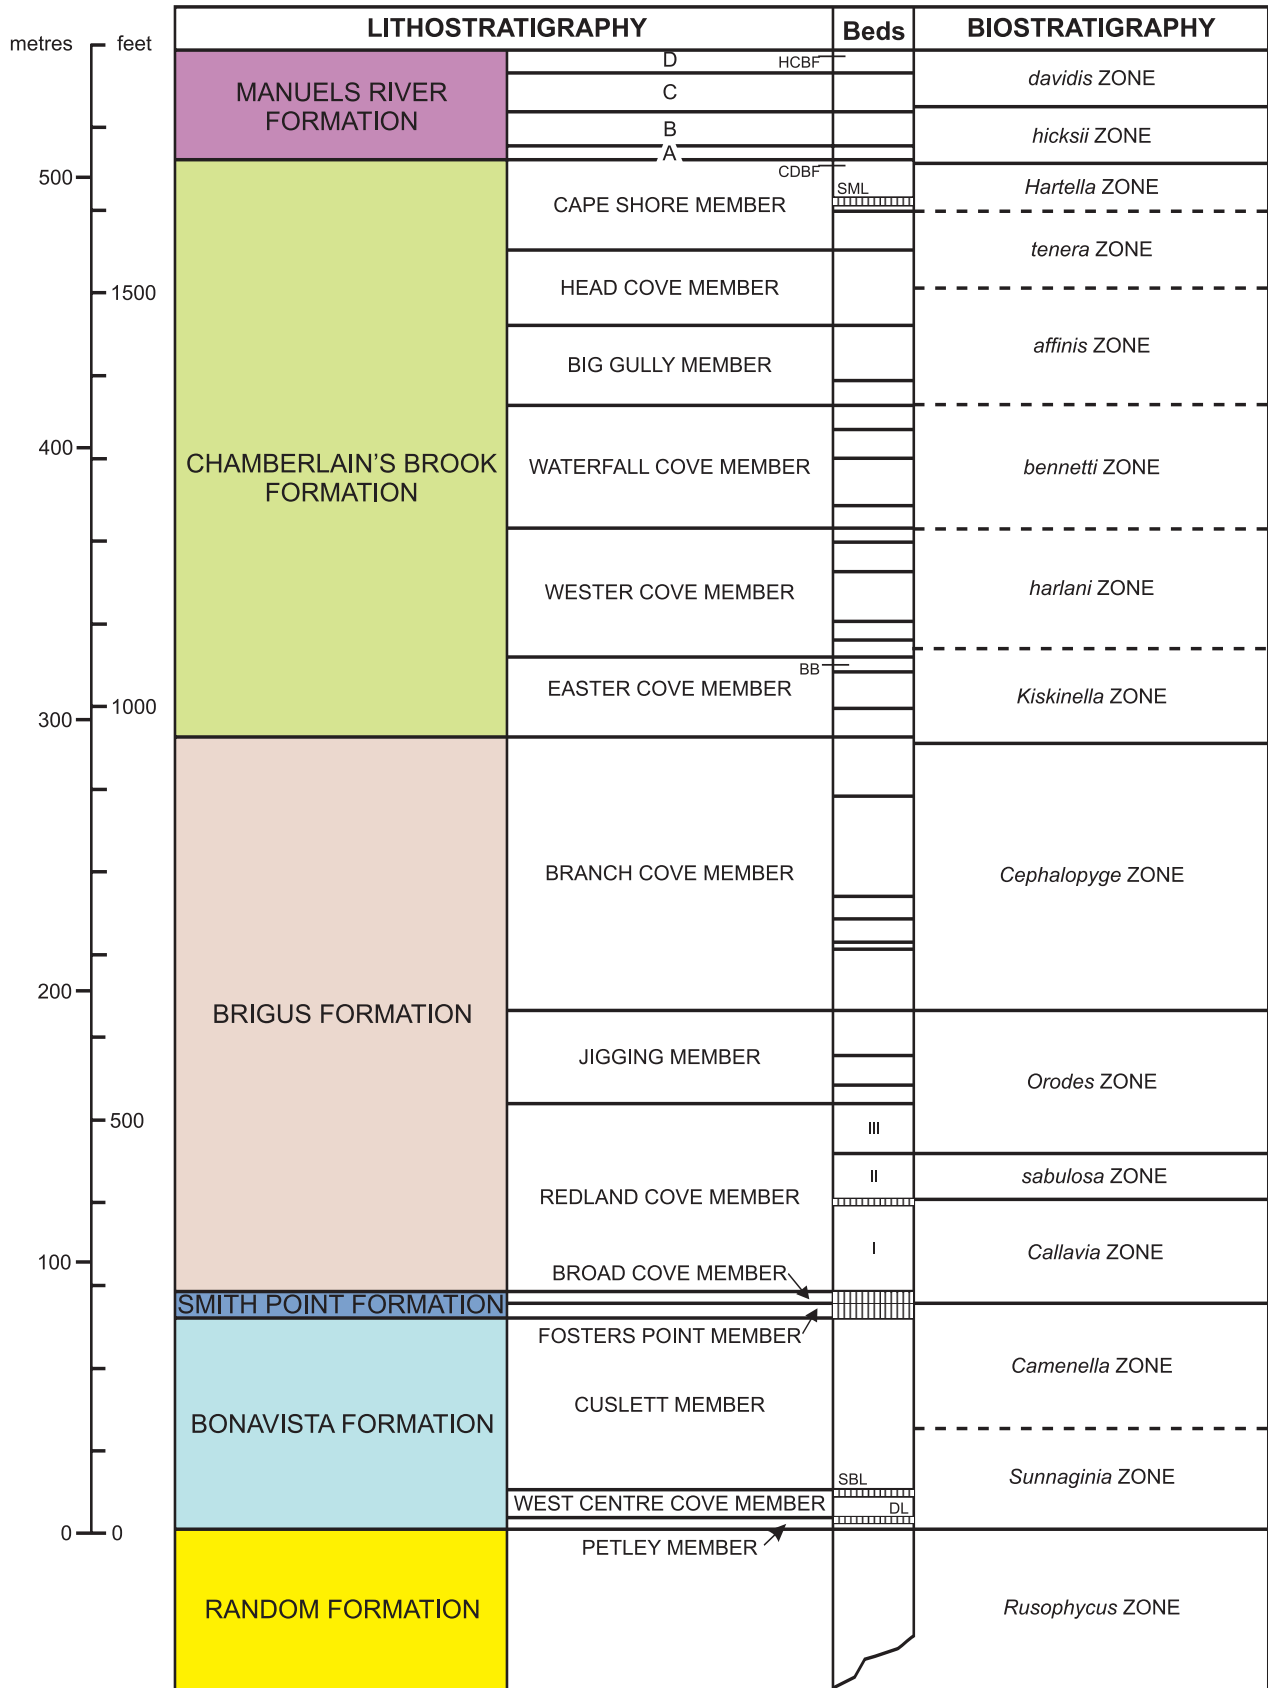 metres
feet
LITHOSTRATIGRAPHY
Beds
BIOSTRATIGRAPHY
MANUELS RIVER
FORMATION
D
HCBF
davidis ZONE
C
B
hicksii ZONE
A
CDBF
500
CHAMBERLAIN'S BROOK
FORMATION
CAPE SHORE MEMBER
SML
Hartella ZONE
tenera ZONE
1500
HEAD COVE MEMBER
affinis ZONE
BIG GULLY MEMBER
400
WATERFALL COVE MEMBER
bennetti ZONE
WESTER COVE MEMBER
harlani ZONE
BB
EASTER COVE MEMBER
Kiskinella ZONE
300
1000
BRANCH COVE MEMBER
Cephalopyge ZONE
200
BRIGUS FORMATION
JIGGING MEMBER
Orodes ZONE
500
III
REDLAND COVE MEMBER
II
sabulosa ZONE
I
Callavia ZONE
100
BROAD COVE MEMBER
SMITH POINT FORMATION
FOSTERS POINT MEMBER
Camenella ZONE
CUSLETT MEMBER
BONAVISTA FORMATION
SBL
Sunnaginia ZONE
WEST CENTRE COVE MEMBER
DL
0
0
PETLEY MEMBER
RANDOM FORMATION
Rusophycus ZONE